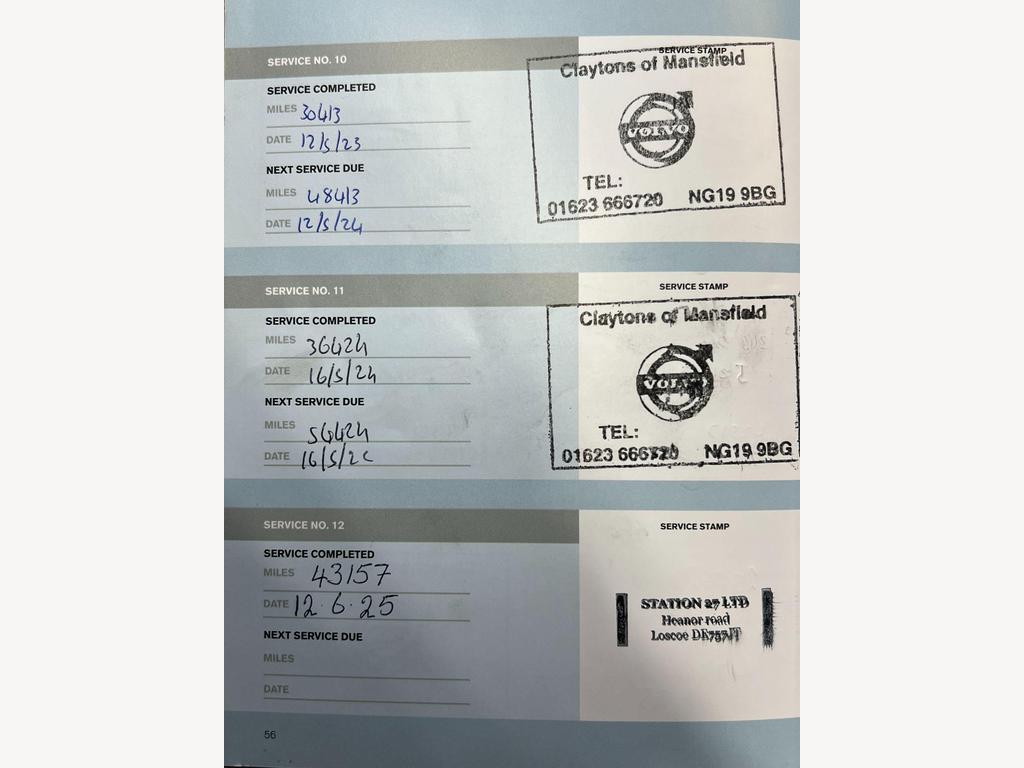 SERVICE NO. 10
SERVICE STAMP
SERVICE COMPLETED
MILES 30413
DATE 12/5/23
NEXT SERVICE DUE
MILES 48413
DATE 12/5/24
Claytons of Mansfield
VOLVO
TEL:
01623 666720 NG19 9BG
SERVICE NO. 11
SERVICE STAMP
SERVICE COMPLETED
MILES 36424
DATE 16/5/24
NEXT SERVICE DUE
MILES 54424
DATE
Claytons of Mansfield
VOLVO
TEL:
01623 666720 NG19 9BG
SERVICE NO. 12
SERVICE STAMP
SERVICE COMPLETED
MILES 43157
DATE 12.6.25
NEXT SERVICE DUE
MILES
DATE
STATION 27 LTD
Heanor road
Loscoe DE757JT
56